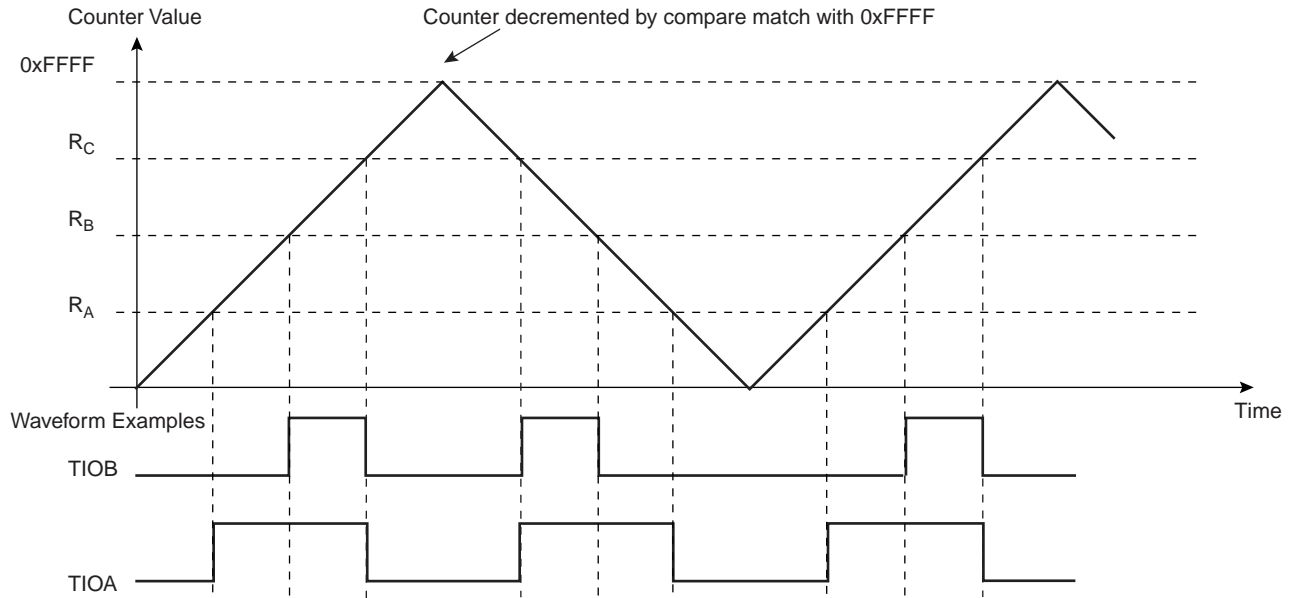 Counter Value
Counter decremented by compare match with 0xFFFF
0xFFFF
RC
RB
RA
Time
Waveform Examples
TIOB
TIOA